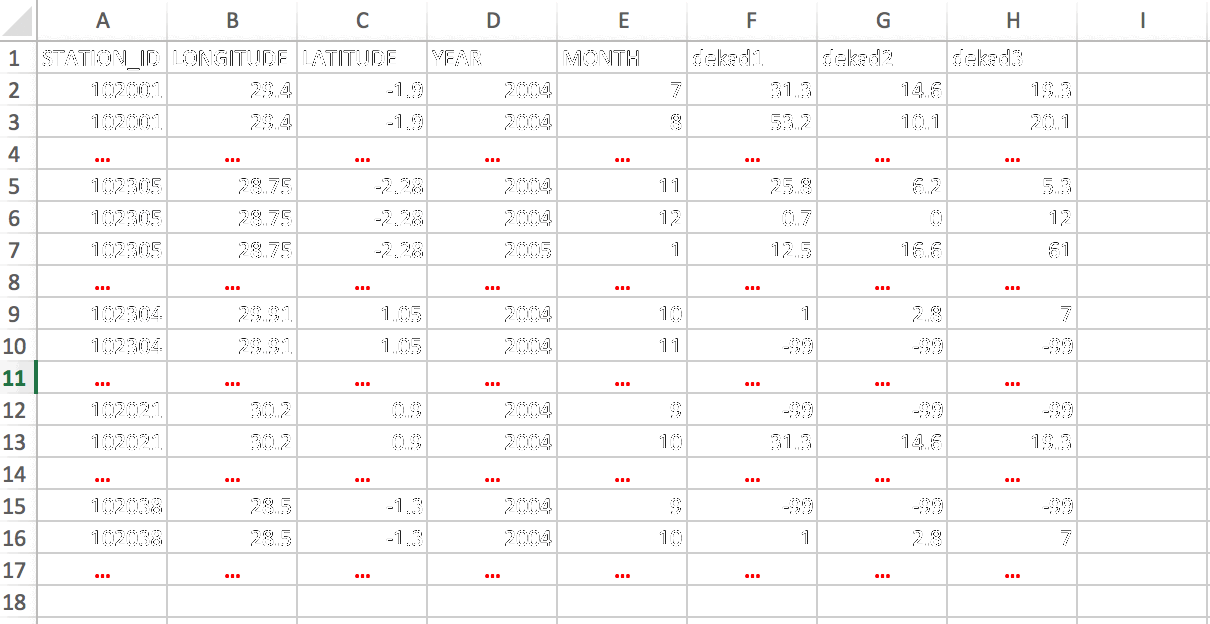 A B C D E F G H I
1 STATION_ID LONGITUDE LATITUDE YEAR MONTH dekad1 dekad2 dekad3
2 102001 29.4 -1.9 2004 7 31.3 14.6 19.3
3 102001 29.4 -1.9 2004 8 53.2 10.1 20.1
4 ... ... ... ... ... ... ... ...
5 102305 28.75 -2.28 2004 11 25.8 6.2 5.3
6 102305 28.75 -2.28 2004 12 0.7 0 12
7 102305 28.75 -2.28 2005 1 12.5 16.6 61
8 ... ... ... ... ... ... ... ...
9 102304 29.91 1.05 2004 10 1 2.8 7
10 102304 29.91 1.05 2004 11 -99 -99 -99
11 ... ... ... ... ... ... ... ...
12 102021 30.2 0.9 2004 9 -99 -99 -99
13 102021 30.2 0.9 2004 10 31.3 14.6 19.3
14 ... ... ... ... ... ... ... ...
15 102038 28.5 -1.3 2004 9 -99 -99 -99
16 102038 28.5 -1.3 2004 10 1 2.8 7
17 ... ... ... ... ... ... ... ...
18